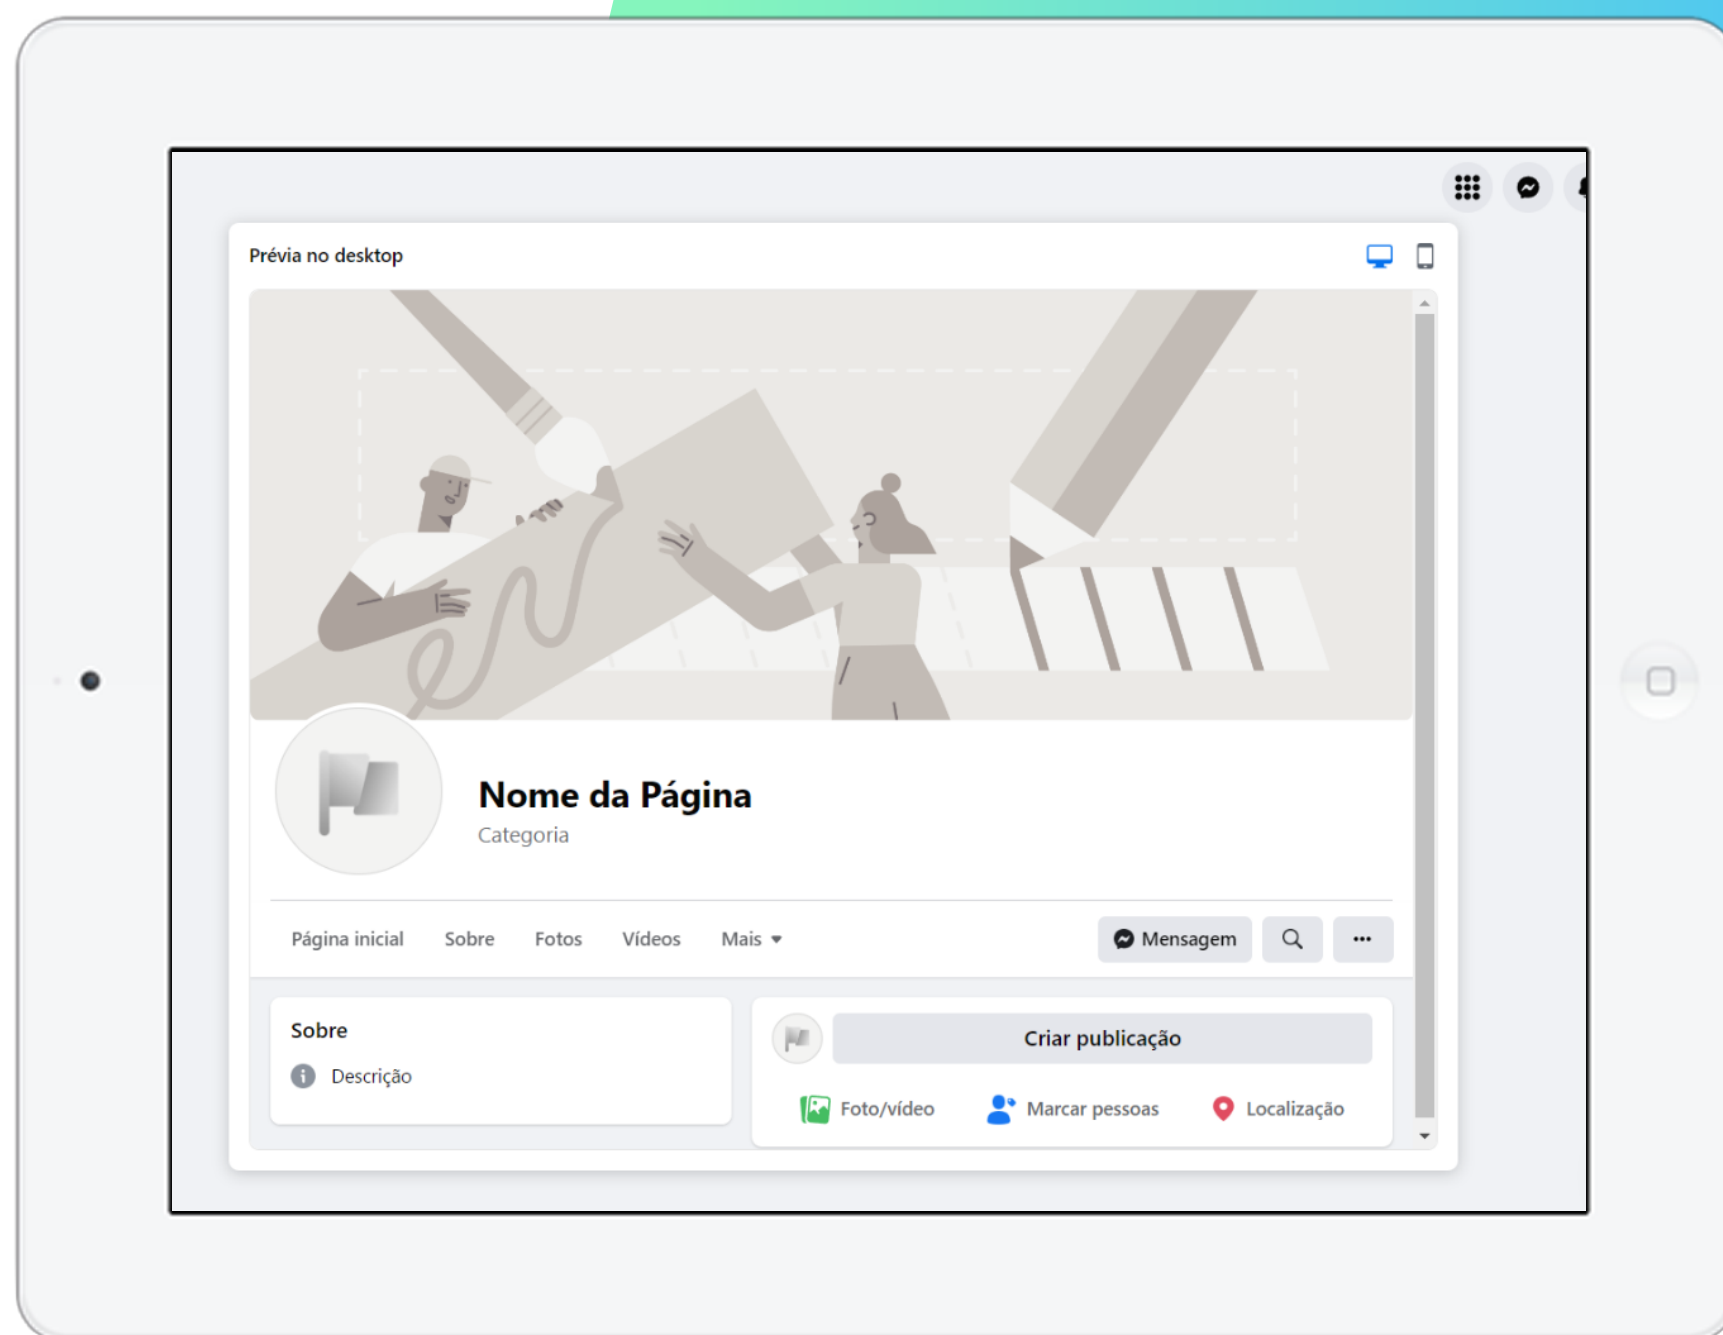 Prévia no desktop
Nome da Página
Categoria
Página inicial Sobre Fotos Vídeos Mais Mensagem
Sobre
Descrição
Criar publicação
Foto/vídeo Marcar pessoas Localização